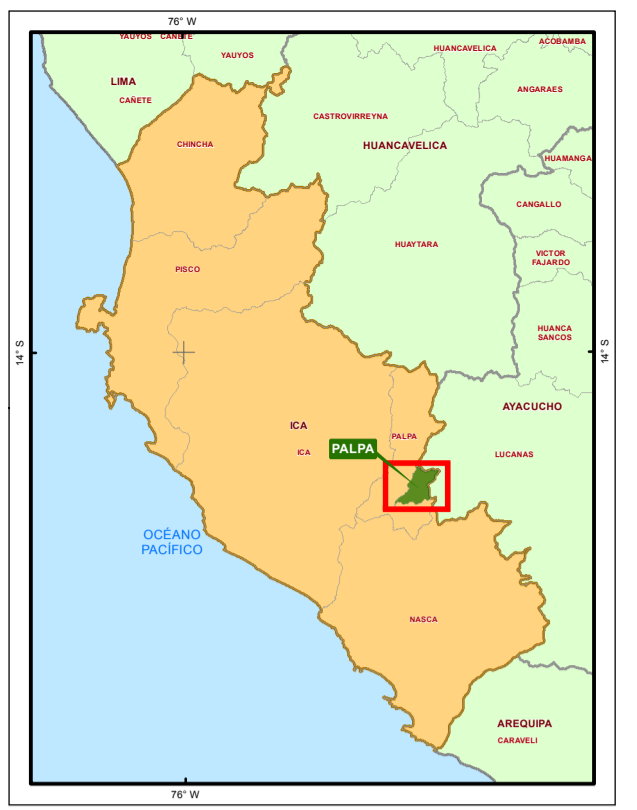 76° W
YAUYOS CAÑETE
YAUYOS
HUANCAVELICA
ACOBAMBA
LIMA
CAÑETE
ANGARAES
CASTROVIRREYNA
CHINCHA
HUANCAVELICA
HUAMANGA
CANGALLO
HUAYTARA
VICTOR
FAJARDO
PISCO
HUANCA
SANCOS
14° S
14° S
AYACUCHO
ICA
PALPA
PALPA
ICA
LUCANAS
OCÉANO
PACÍFICO
NASCA
AREQUIPA
CARAVELI
76° W